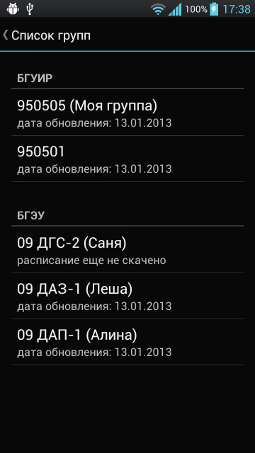 100% 17:38
Список групп
БГУИР
950505 (Моя группа)
дата обновления: 13.01.2013
950501
дата обновления: 13.01.2013
БГЭУ
09 ДГС-2 (Саня)
расписание еще не скачено
09 ДАЗ-1 (Леша)
дата обновления: 13.01.2013
09 ДАП-1 (Алина)
дата обновления: 13.01.2013